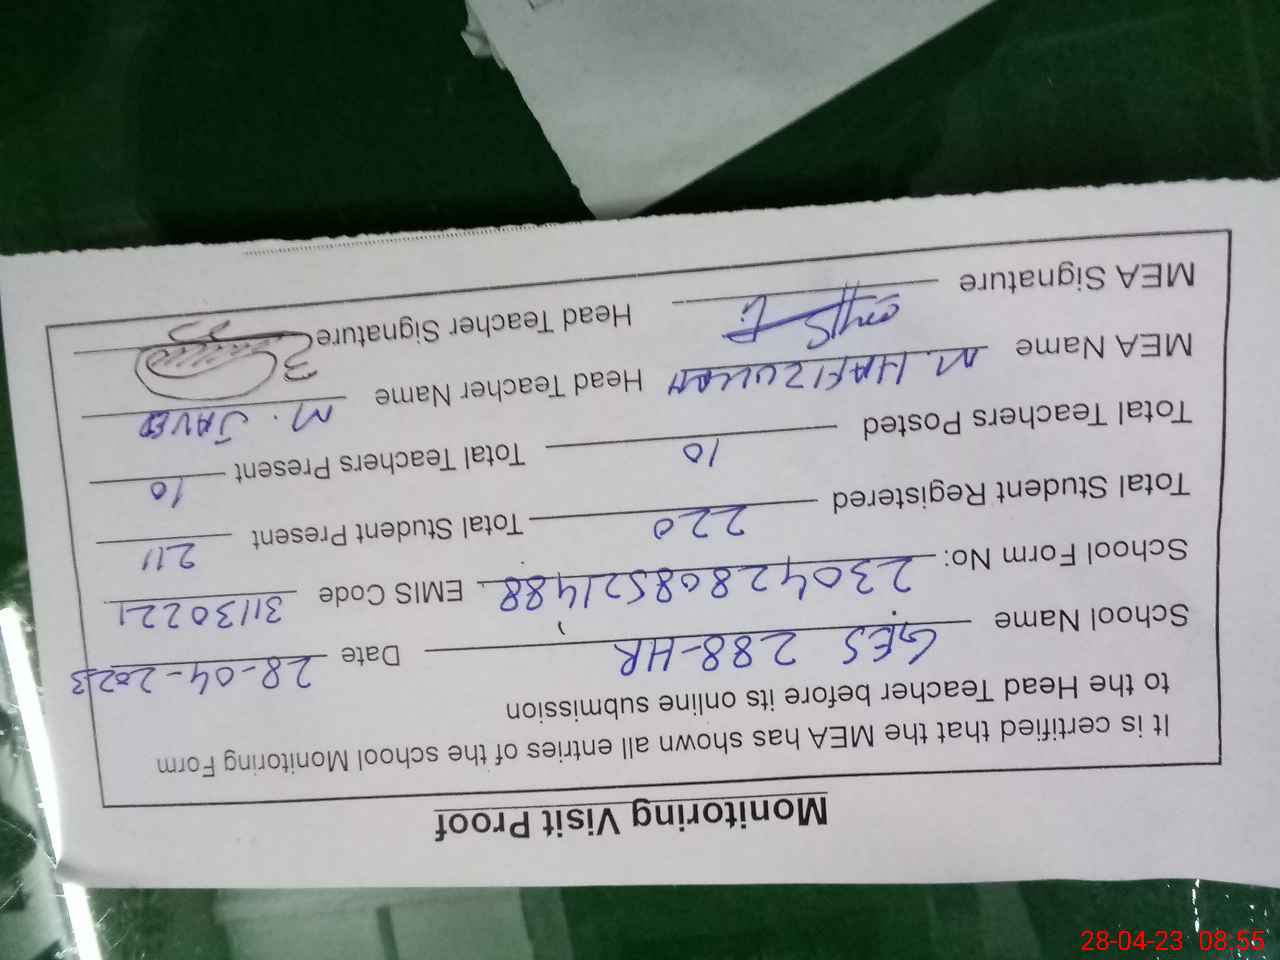 Monitoring Visit Proof
It is certified that the MEA has shown all entries of the school Monitoring Form
to the Head Teacher before its online submission
School Name GES 288-HR Date 28-04-2023
School Form No: 230428085221488 EMIS Code 31130221
Total Student Registered 220 Total Student Present 211
Total Teachers Posted 10 Total Teachers Present 10
MEA Name M. HAFIZULLAH Head Teacher Name M. JAVED
MEA Signature Head Teacher Signature
28-04-23 08:55